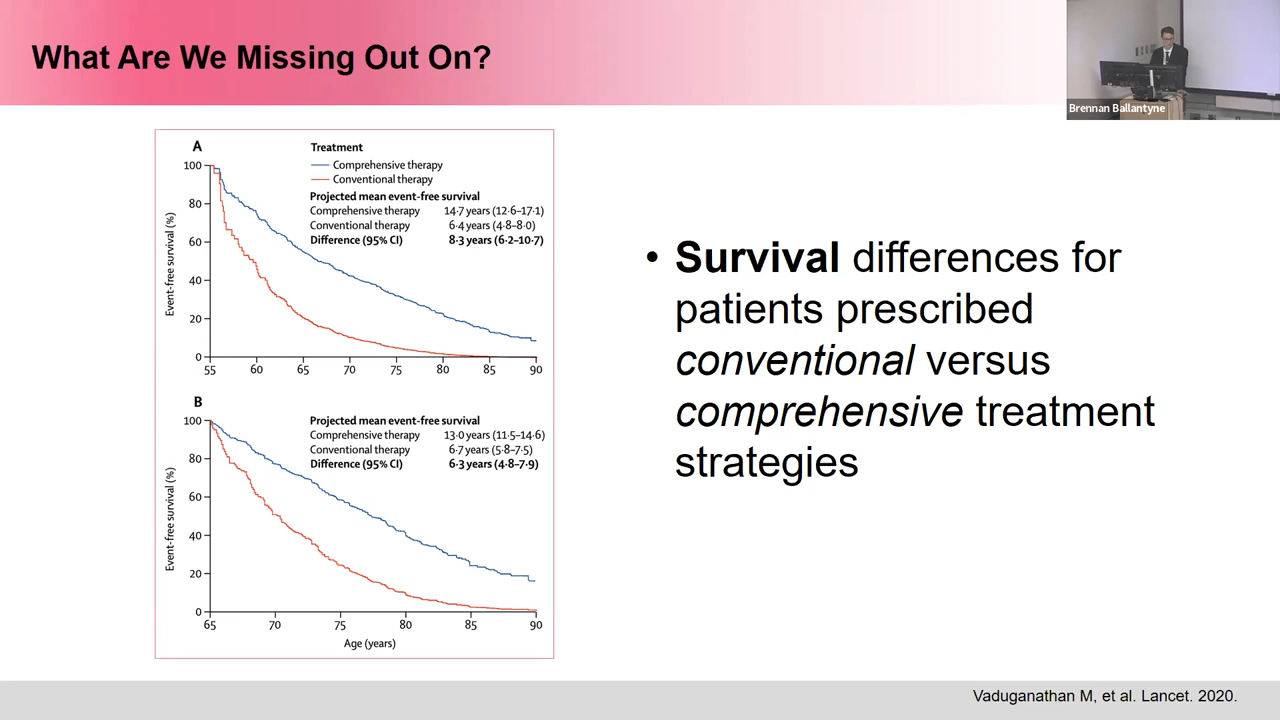 What Are We Missing Out On?
Brennan Ballantyne
A
Treatment
Comprehensive therapy
Conventional therapy
Projected mean event-free survival
Comprehensive therapy 14·7 years (12·6–17·1)
Conventional therapy 6·4 years (4·8–8·0)
Difference (95% CI) 8·3 years (6·2–10·7)
Event-free survival (%)
100
80
60
40
20
0
55 60 65 70 75 80 85 90
B
Projected mean event-free survival
Comprehensive therapy 13·0 years (11·5–14·6)
Conventional therapy 6·7 years (5·8–7·5)
Difference (95% CI) 6·3 years (4·8–7·9)
Event-free survival (%)
100
80
60
40
20
0
65 70 75 80 85 90
Age (years)
• Survival differences for
patients prescribed
conventional versus
comprehensive treatment
strategies
Vaduganathan M, et al. Lancet. 2020.